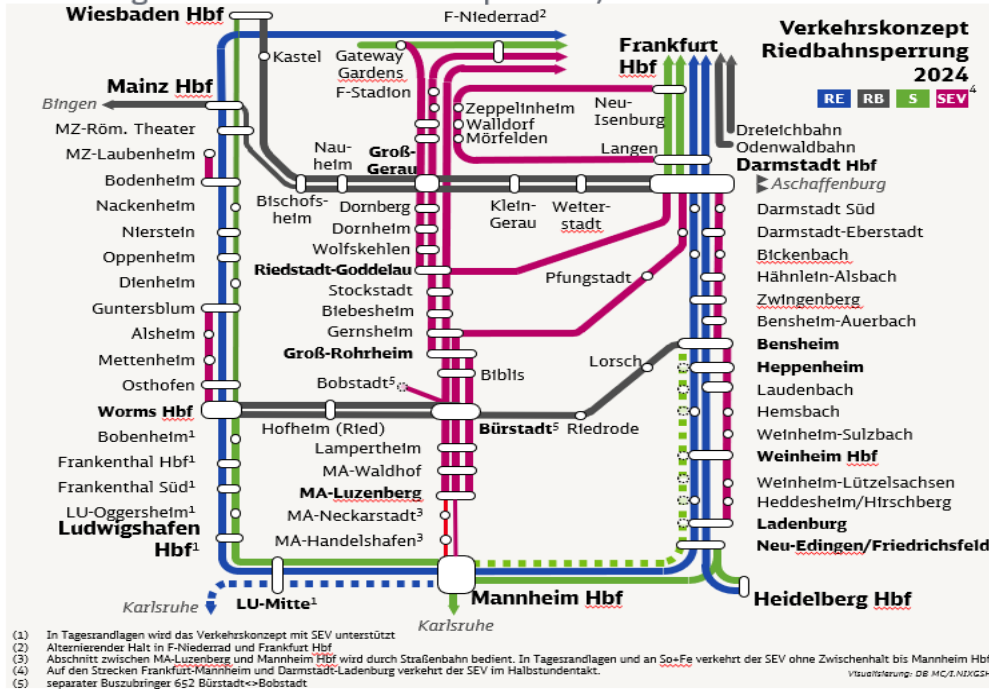 Verkehrskonzept
Riedbahnsperrung
2024
RE RB S SEV 4
Wiesbaden Hbf
F-Niederrad²
Kastel
Gateway
Gardens
F-Stadion
Frankfurt
Hbf
Mainz Hbf
Bingen
Zeppelinheim
Walldorf
Mörfelden
Neu-
Isenburg
Langen
Dreieichbahn
Odenwaldbahn
Darmstadt Hbf
Aschaffenburg
MZ-Röm. Theater
MZ-Laubenheim
Bodenheim
Nackenheim
Nierstein
Oppenheim
Dienheim
Guntersblum
Alsheim
Mettenheim
Osthofen
Worms Hbf
Bobenheim¹
Frankenthal Hbf¹
Frankenthal Süd¹
LU-Oggersheim¹
Ludwigshafen
Hbf¹
Bischofs-
heim
Nau-
heim
Groß-
Gerau
Klein-
Gerau
Weiter-
stadt
Dornberg
Dornheim
Wolfskehlen
Riedstadt-Goddelau
Stockstadt
Biebesheim
Gernsheim
Groß-Rohrheim
Biblis
Bobstadt⁵
Hofheim (Ried)
Bürstadt⁵
Riedrode
Lorsch
Pfungstadt
Lampertheim
MA-Waldhof
MA-Luzenberg
MA-Neckarstadt³
MA-Handelshafen³
Darmstadt Süd
Darmstadt-Eberstadt
Bickenbach
Hähnlein-Alsbach
Zwingenberg
Bensheim-Auerbach
Bensheim
Heppenheim
Laudenbach
Hemsbach
Weinheim-Sulzbach
Weinheim Hbf
Weinheim-Lützelsachsen
Heddesheim/Hirschberg
Ladenburg
Neu-Edingen/Friedrichsfeld
Karlsruhe
LU-Mitte¹
Mannheim Hbf
Karlsruhe
Heidelberg Hbf
(1) In Tagesrandlagen wird das Verkehrskonzept mit SEV unterstützt
(2) Alternierender Halt in F-Niederrad und Frankfurt Hbf
(3) Abschnitt zwischen MA-Luzenberg und Mannheim Hbf wird durch Straßenbahn bedient. In Tagesrandlagen und an So+Fe verkehrt der SEV ohne Zwischenhalt bis Mannheim Hbf
(4) Auf den Strecken Frankfurt-Mannheim und Darmstadt-Ladenburg verkehrt der SEV im Halbstundentakt.
(5) separater Buszubringer 652 Bürstadt<>Bobstadt
Visualisierung: DB MC/I.NIXGSH